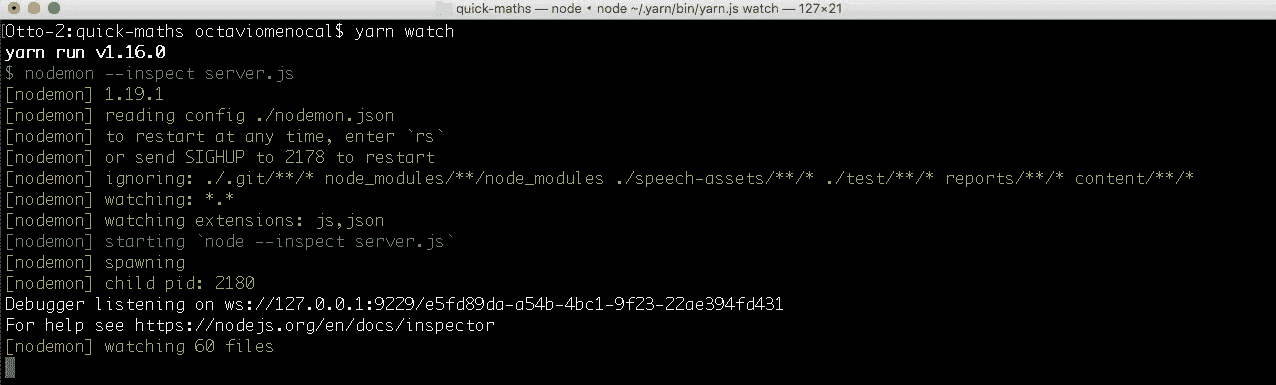 quick-maths — node • node ~/.yarn/bin/yarn.js watch — 127×21
[Otto-2:quick-maths octaviomenocal$ yarn watch
yarn run v1.16.0
$ nodemon --inspect server.js
[nodemon] 1.19.1
[nodemon] reading config ./nodemon.json
[nodemon] to restart at any time, enter `rs`
[nodemon] or send SIGHUP to 2178 to restart
[nodemon] ignoring: ./.git/**/* node_modules/**/node_modules ./speech-assets/**/* ./test/**/* reports/**/* content/**/*
[nodemon] watching: *.*
[nodemon] watching extensions: js,json
[nodemon] starting `node --inspect server.js`
[nodemon] spawning
[nodemon] child pid: 2180
Debugger listening on ws://127.0.0.1:9229/e5fd89da-a54b-4bc1-9f23-22ae394fd431
For help see https://nodejs.org/en/docs/inspector
[nodemon] watching 60 files